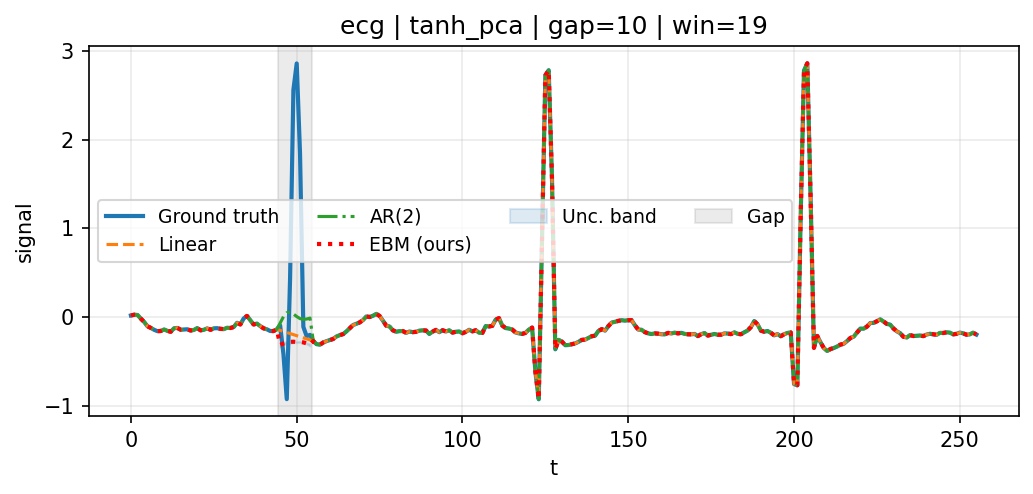 ecg | tanh_pca | gap=10 | win=19
3
2
1
0
−1
signal
Ground truth
Linear
AR(2)
EBM (ours)
Unc. band
Gap
0
50
100
150
200
250
t